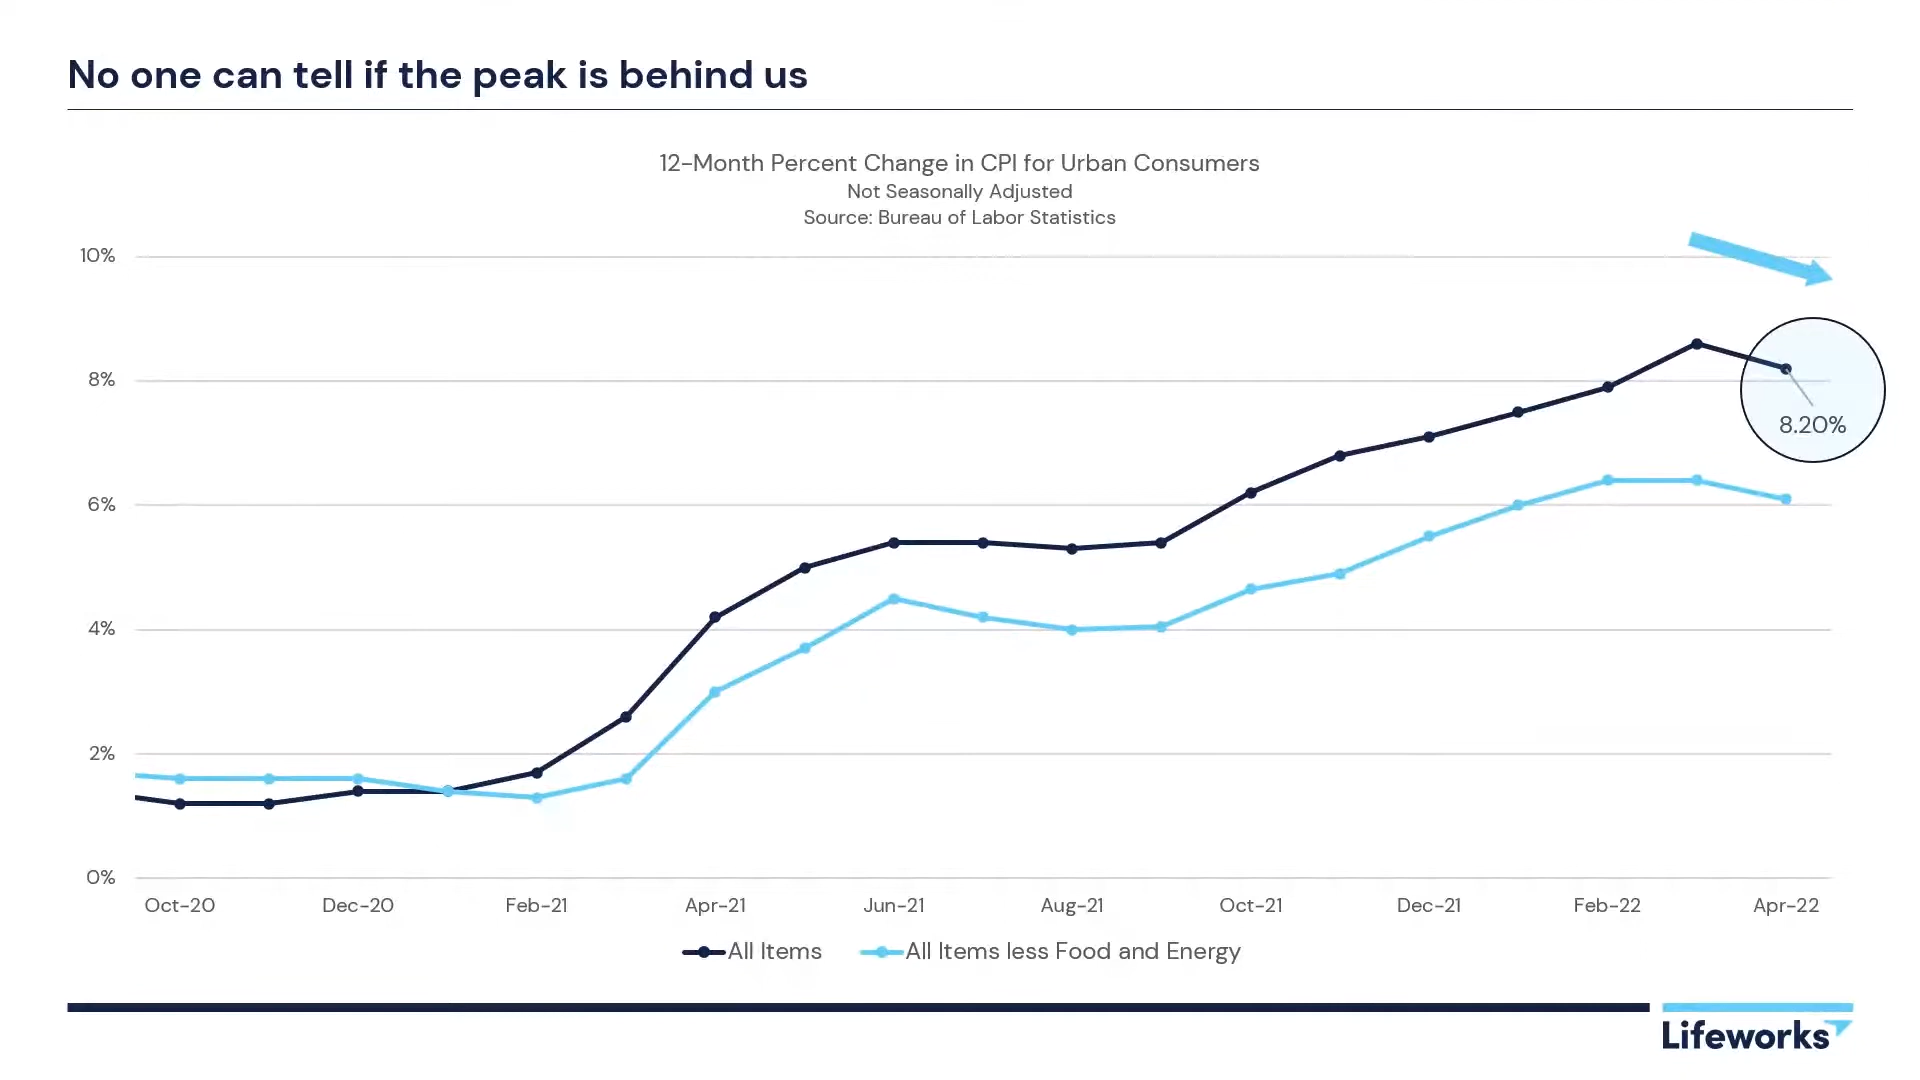 No one can tell if the peak is behind us
12-Month Percent Change in CPI for Urban Consumers
Not Seasonally Adjusted
Source: Bureau of Labor Statistics
10%
8%
8.20%
6%
4%
2%
0%
Oct-20 Dec-20 Feb-21 Apr-21 Jun-21 Aug-21 Oct-21 Dec-21 Feb-22 Apr-22
All Items All Items less Food and Energy
Lifeworks